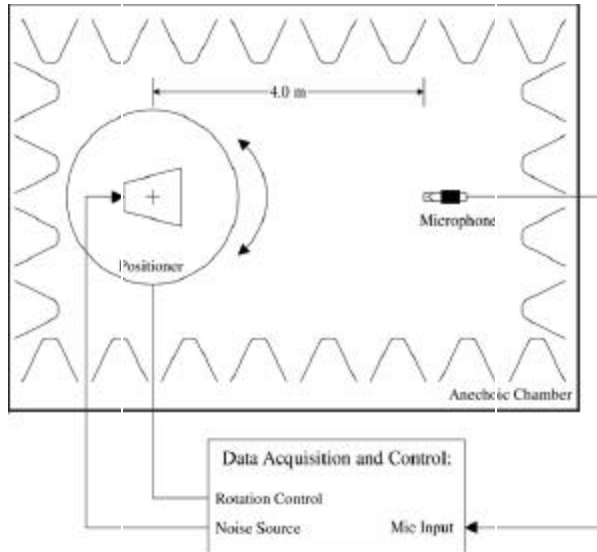 4.0 m
Microphone
Positioner
Anechoic Chamber
Data Acquisition and Control:
Rotation Control
Noise Source
Mic Input